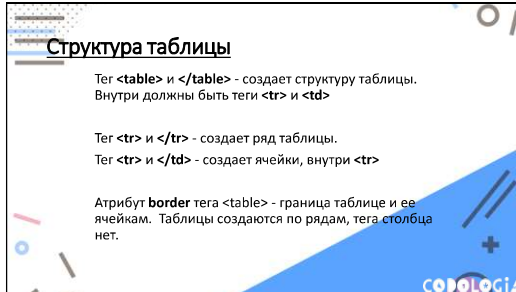 Структура таблицы
Тег <table> и </table> - создает структуру таблицы.
Внутри должны быть теги <tr> и <td>
Тег <tr> и </tr> - создает ряд таблицы.
Тег <tr> и </td> - создает ячейки, внутри <tr>
Атрибут border тега <table> - граница таблице и ее
ячейкам. Таблицы создаются по рядам, тега столбца
нет.
CODOLOGiA